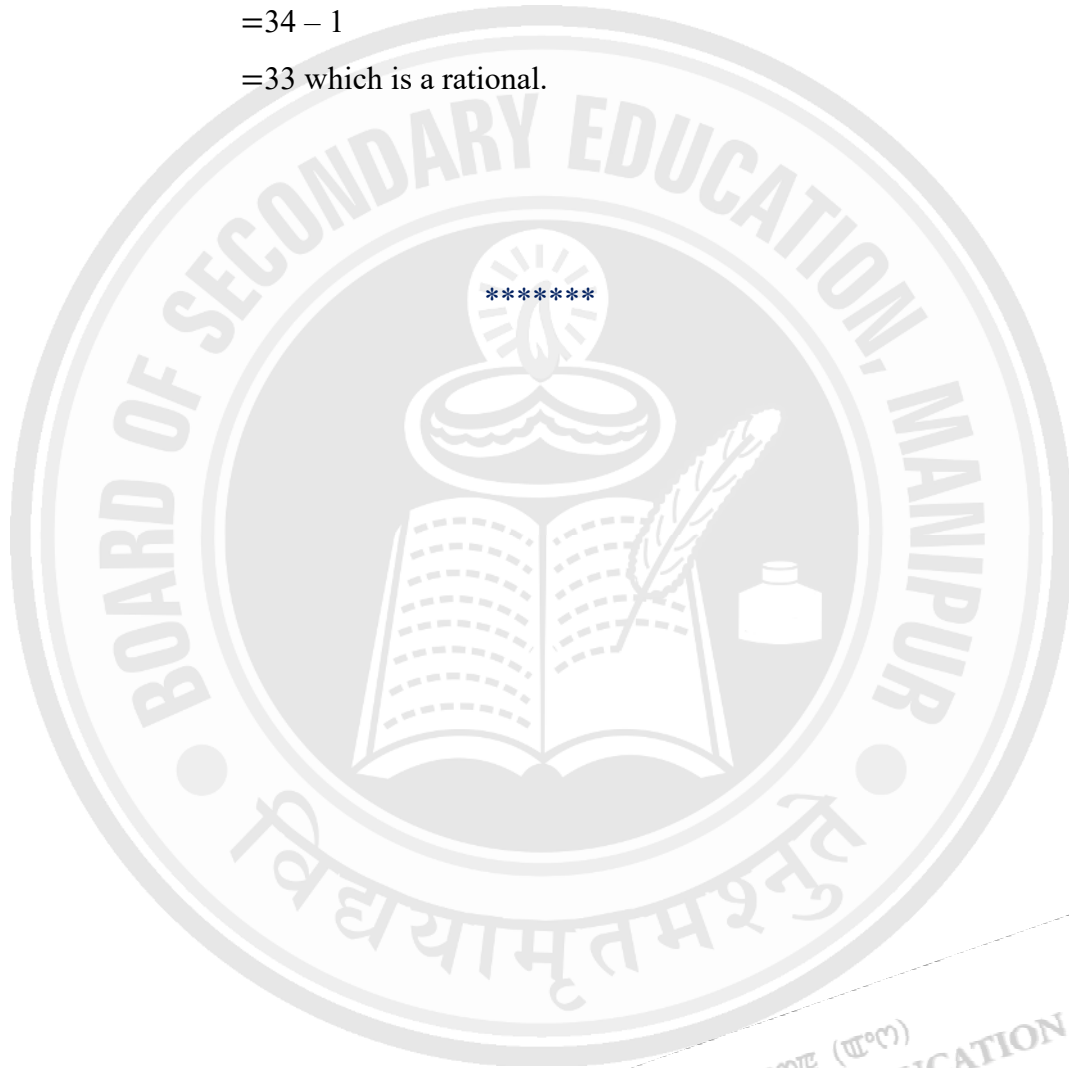 =34 – 1
=33 which is a rational.
*******
BOARD OF SECONDARY EDUCATION, MANIPUR
विद्ययामृतमश्नुते
CATION